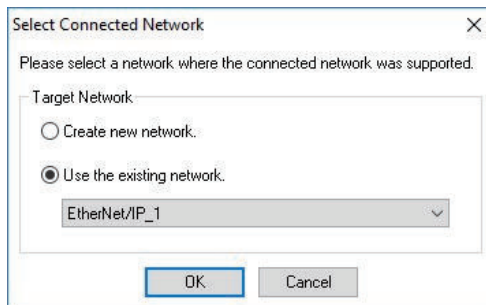 Select Connected Network
Please select a network where the connected network was supported.
Target Network
Create new network.
Use the existing network.
EtherNet/IP_1
OK Cancel